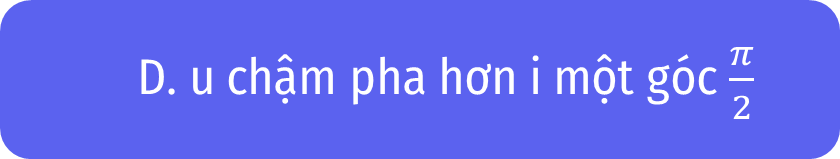 D. u chậm pha hơn i một góc π/2